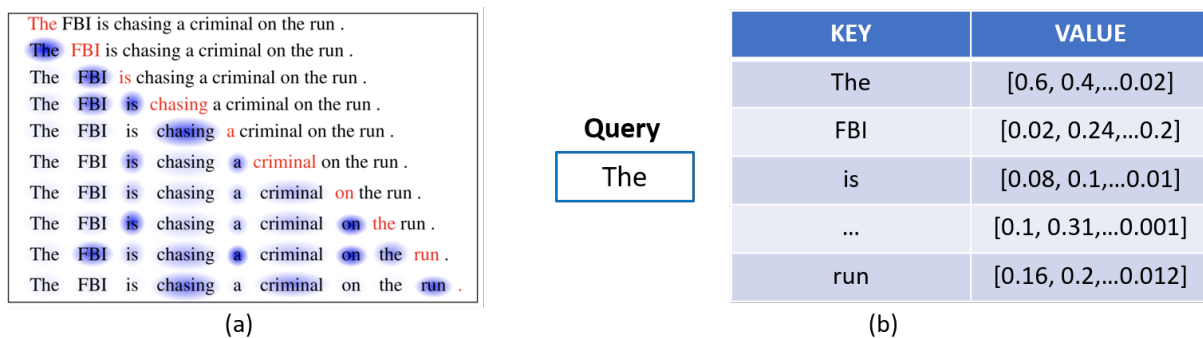 The FBI is chasing a criminal on the run .
The FBI is chasing a criminal on the run .
The FBI is chasing a criminal on the run .
The FBI is chasing a criminal on the run .
The FBI is chasing a criminal on the run .
The FBI is chasing a criminal on the run .
The FBI is chasing a criminal on the run .
The FBI is chasing a criminal on the run .
The FBI is chasing a criminal on the run .
The FBI is chasing a criminal on the run .
(a)
Query
The
KEY VALUE
The [0.6, 0.4,...0.02]
FBI [0.02, 0.24,...0.2]
is [0.08, 0.1,...0.01]
... [0.1, 0.31,...0.001]
run [0.16, 0.2,...0.012]
(b)